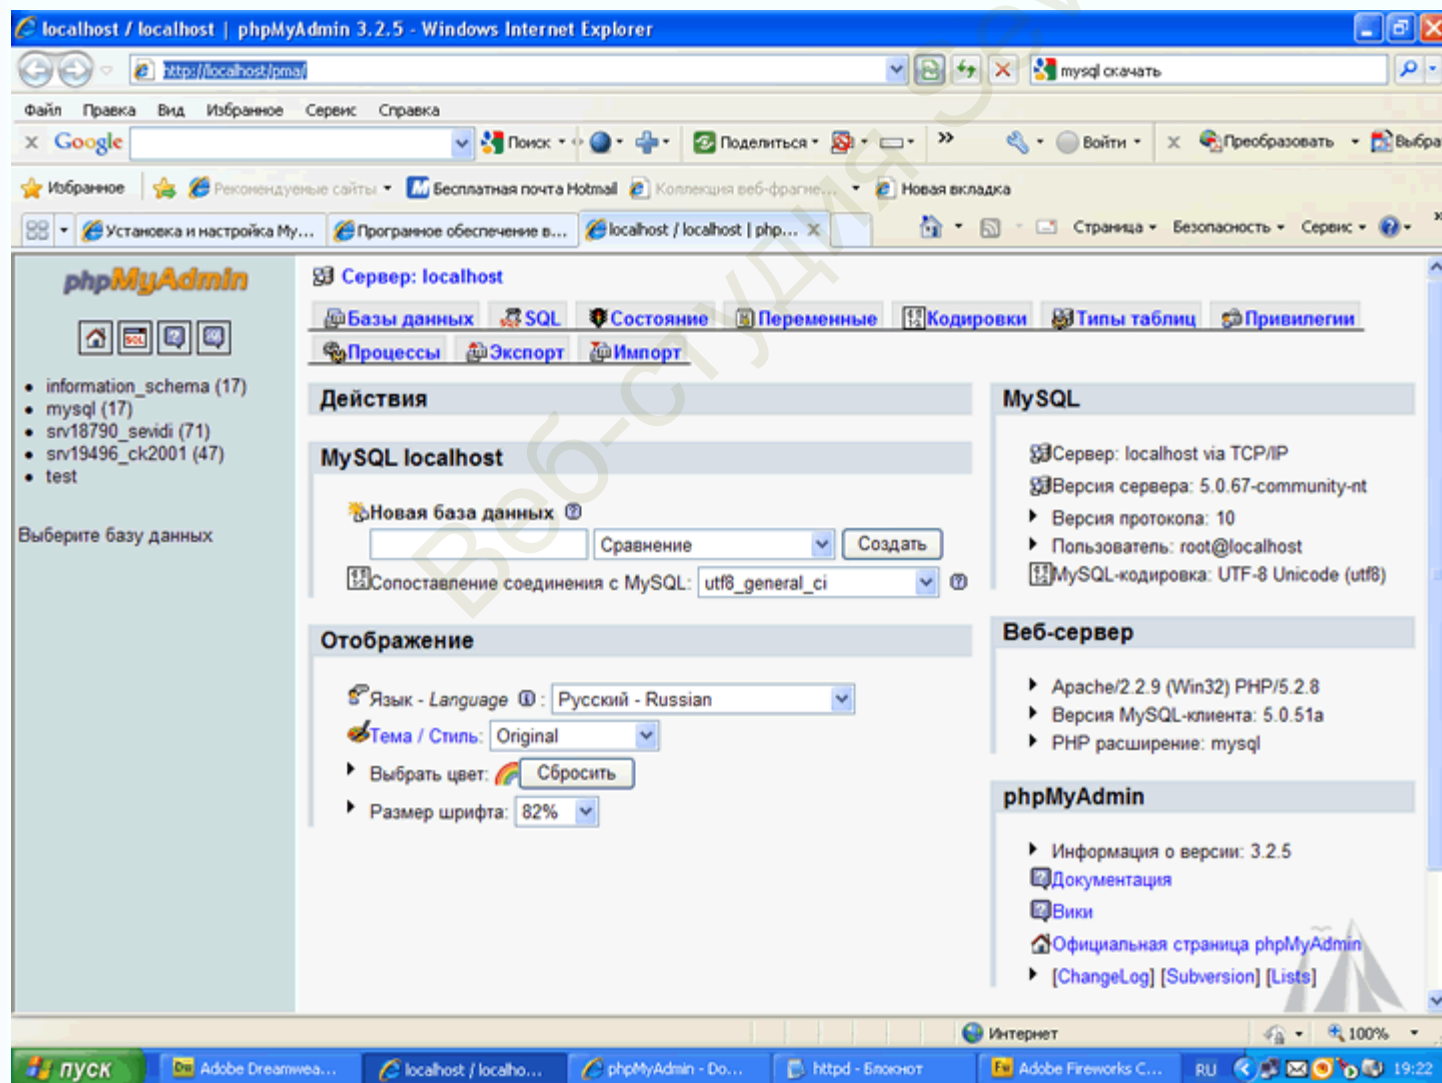 localhost / localhost | phpMyAdmin 3.2.5 - Windows Internet Explorer
http://localhost/pma/
mysql скачать
Файл Правка Вид Избранное Сервис Справка
x Google Поиск Поделиться » Войти x Преобразовать Выбра
Избранное Рекомендуемые сайты Бесплатная почта Hotmail Коллекция веб-фрагме... Новая вкладка
Установка и настройка My... Програмное обеспечение в... localhost / localhost | php... X Страница Безопасность Сервис »
phpMyAdmin
Сервер: localhost
Базы данных SQL Состояние Переменные Кодировки Типы таблиц Привилегии
Процессы Экспорт Импорт
information_schema (17)
mysql (17)
srv18790_sevidi (71)
srv19496_ck2001 (47)
test
Выберите базу данных
Действия
MySQL localhost
Новая база данных
Сравнение Создать
Сопоставление соединения с MySQL: utf8_general_ci
Отображение
Язык - Language : Русский - Russian
Тема / Стиль: Original
Выбрать цвет: Сбросить
Размер шрифта: 82%
MySQL
Сервер: localhost via TCP/IP
Версия сервера: 5.0.67-community-nt
Версия протокола: 10
Пользователь: root@localhost
MySQL-кодировка: UTF-8 Unicode (utf8)
Веб-сервер
Apache/2.2.9 (Win32) PHP/5.2.8
Версия MySQL-клиента: 5.0.51a
PHP расширение: mysql
phpMyAdmin
Информация о версии: 3.2.5
Документация
Вики
Официальная страница phpMyAdmin
[ChangeLog] [Subversion] [Lists]
Веб-студия
Интернет 100%
пуск Adobe Dreamwea... localhost / localho... phpMyAdmin - Do... httpd - Блокнот Adobe Fireworks C... RU 19:22